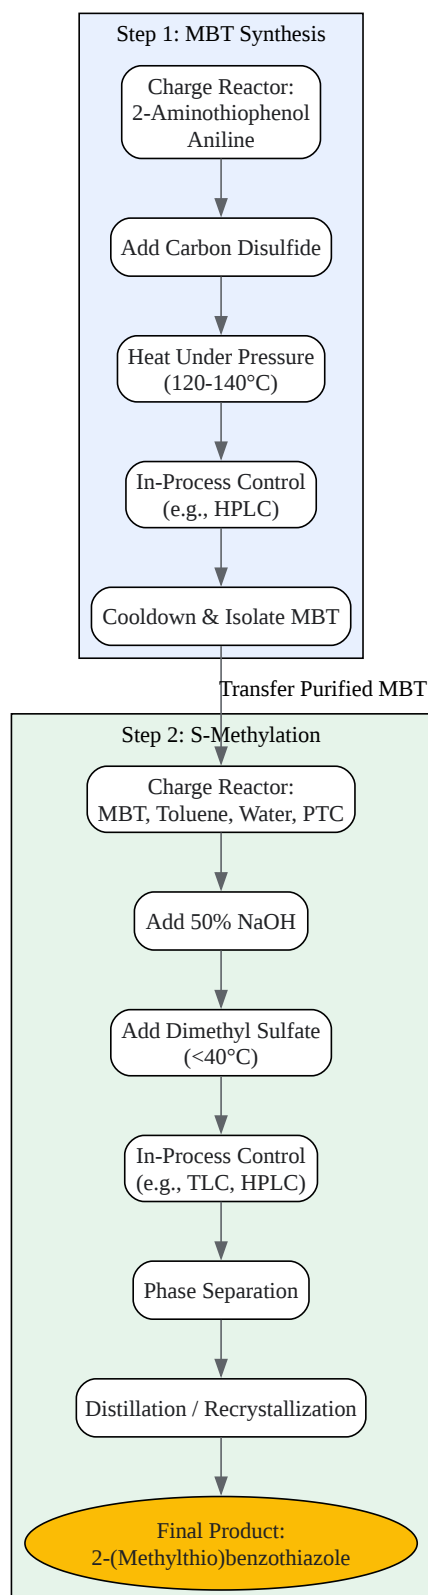 Step 1: MBT Synthesis
Charge Reactor:
2-Aminothiophenol
Aniline
Add Carbon Disulfide
Heat Under Pressure
(120-140°C)
In-Process Control
(e.g., HPLC)
Cooldown & Isolate MBT
Transfer Purified MBT
Step 2: S-Methylation
Charge Reactor:
MBT, Toluene, Water, PTC
Add 50% NaOH
Add Dimethyl Sulfate
(<40°C)
In-Process Control
(e.g., TLC, HPLC)
Phase Separation
Distillation / Recrystallization
Final Product:
2-(Methylthio)benzothiazole